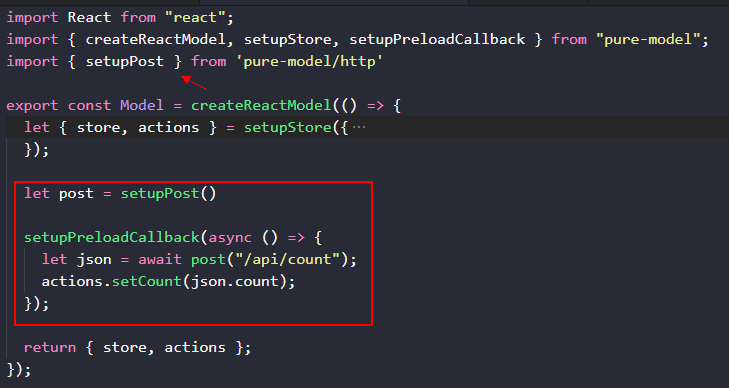 import React from "react";
import { createReactModel, setupStore, setupPreloadCallback } from "pure-model";
import { setupPost } from 'pure-model/http'
export const Model = createReactModel(() => {
let { store, actions } = setupStore({⋯
});
let post = setupPost()
setupPreloadCallback(async () => {
let json = await post("/api/count");
actions.setCount(json.count);
});
return { store, actions };
});